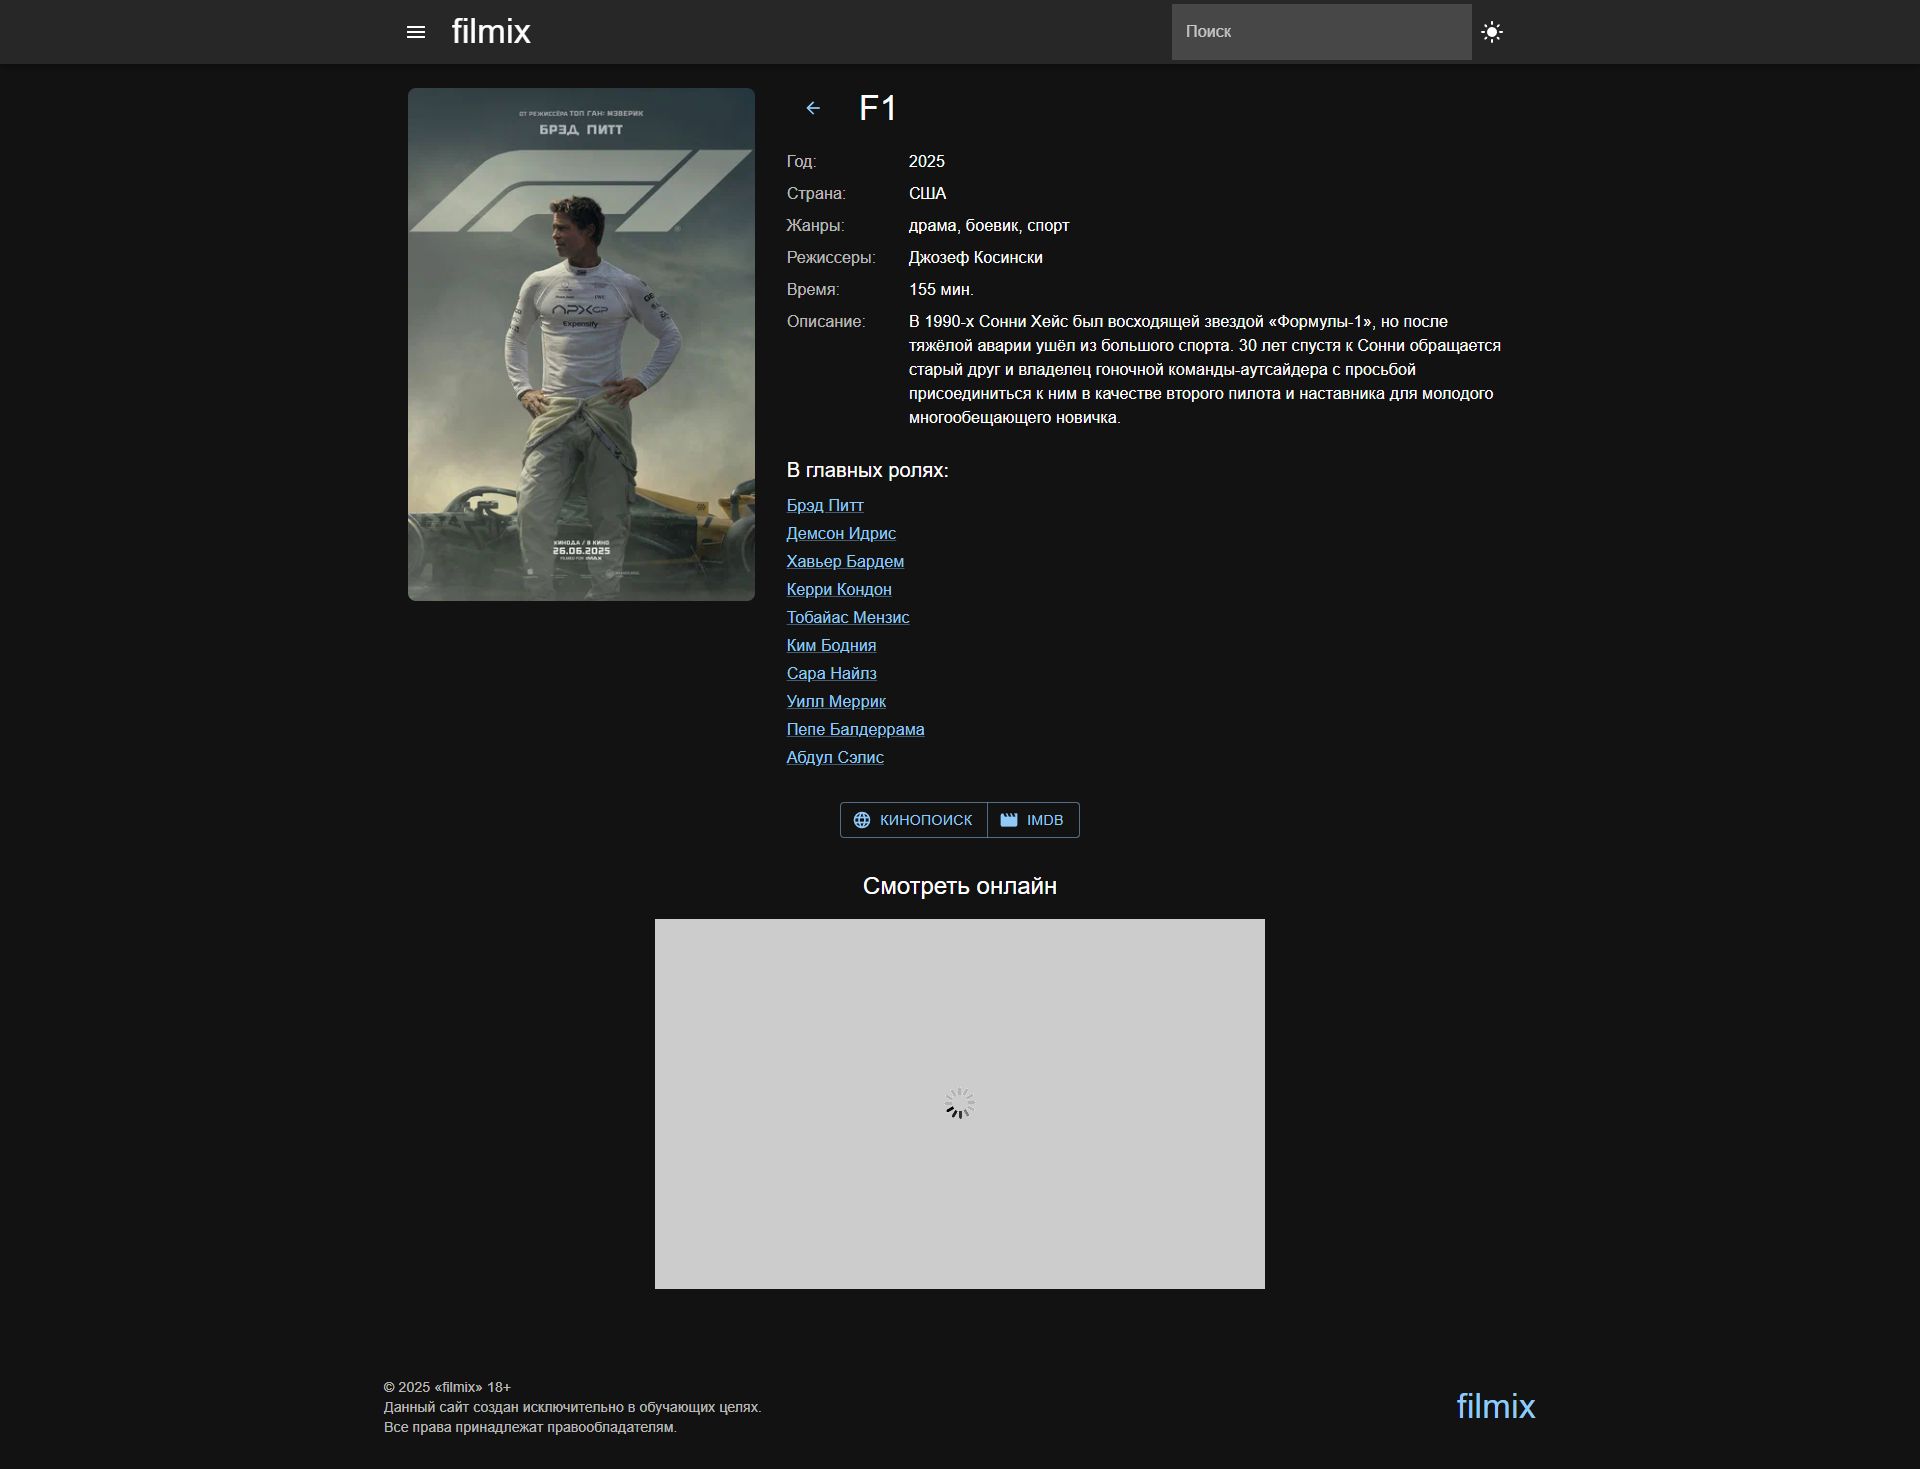 filmix
Поиск
ОТ РЕЖИССЁРА ТОП ГАН: МЭВЕРИК
БРЭД ПИТТ
F1
APXGP
Expensify
КИНОДА / В КИНО
26.06.2025
FILMED FOR IMAX
F1
Год: 2025
Страна: США
Жанры: драма, боевик, спорт
Режиссеры: Джозеф Косински
Время: 155 мин.
Описание: В 1990-х Сонни Хейс был восходящей звездой «Формулы-1», но после
тяжёлой аварии ушёл из большого спорта. 30 лет спустя к Сонни обращается
старый друг и владелец гоночной команды-аутсайдера с просьбой
присоединиться к ним в качестве второго пилота и наставника для молодого
многообещающего новичка.
В главных ролях:
Брэд Питт
Демсон Идрис
Хавьер Бардем
Керри Кондон
Тобайас Мензис
Ким Бодния
Сара Найлз
Уилл Меррик
Пепе Балдеррама
Абдул Сэлис
КИНОПОИСК
IMDB
Смотреть онлайн
© 2025 «filmix» 18+
Данный сайт создан исключительно в обучающих целях.
Все права принадлежат правообладателям.
filmix